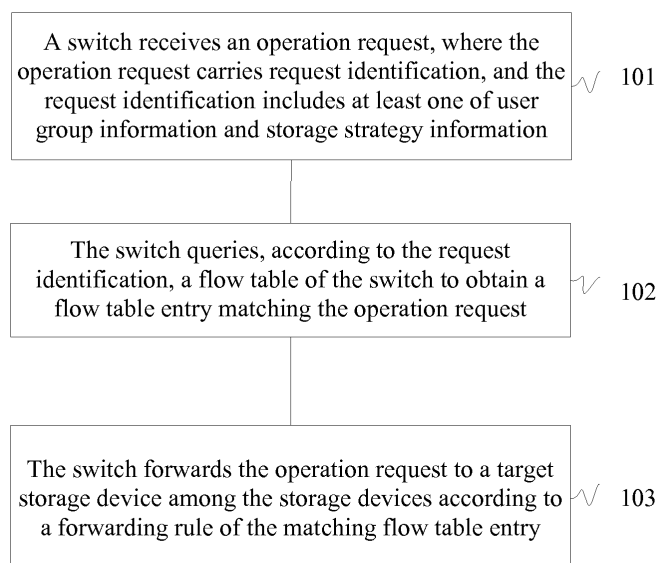 A switch receives an operation request, where the
operation request carries request identification, and the
request identification includes at least one of user
group information and storage strategy information
101
The switch queries, according to the request
identification, a flow table of the switch to obtain a
flow table entry matching the operation request
102
The switch forwards the operation request to a target
storage device among the storage devices according to
a forwarding rule of the matching flow table entry
103